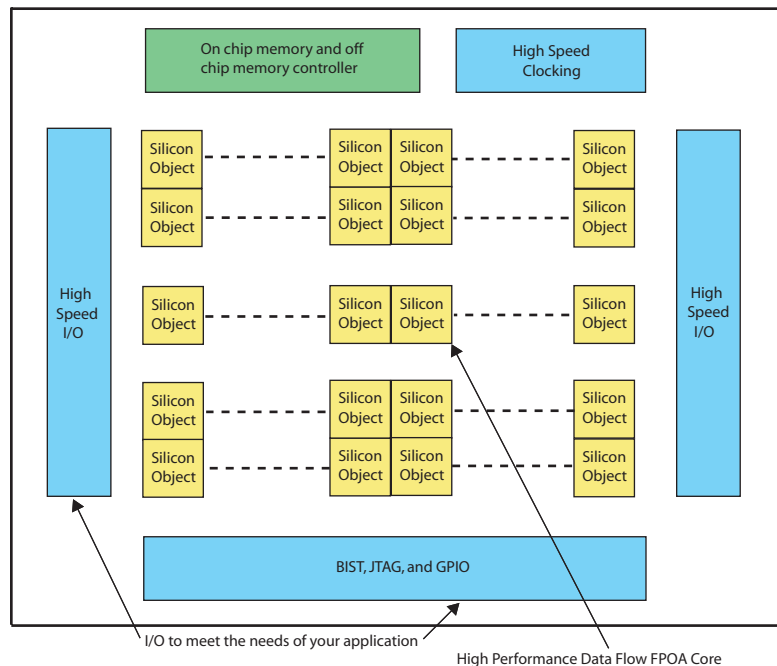 On chip memory and off
chip memory controller
High Speed
Clocking
High
Speed
I/O
Silicon
Object
Silicon
Object
Silicon
Object
Silicon
Object
Silicon
Object
Silicon
Object
Silicon
Object
Silicon
Object
Silicon
Object
Silicon
Object
Silicon
Object
Silicon
Object
Silicon
Object
Silicon
Object
Silicon
Object
Silicon
Object
Silicon
Object
Silicon
Object
Silicon
Object
Silicon
Object
High
Speed
I/O
BIST, JTAG, and GPIO
I/O to meet the needs of your application
High Performance Data Flow FPOA Core